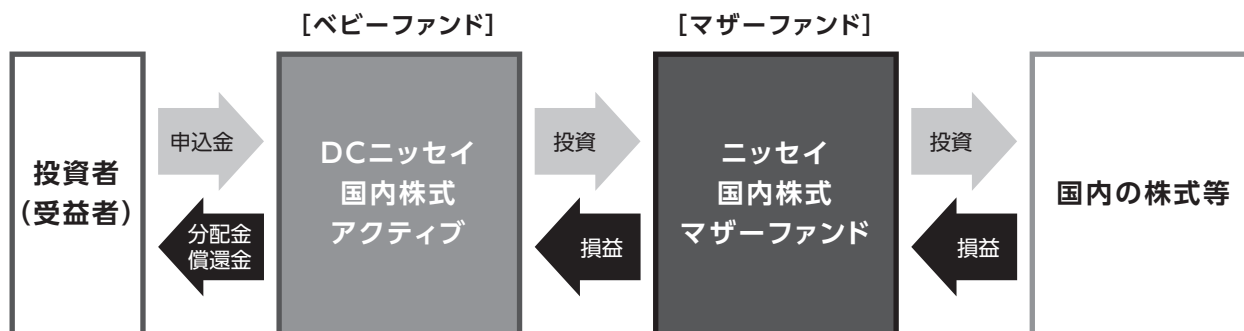 [ベビーファンド]
[マザーファンド]
投資者
(受益者)
申込金
分配金
償還金
DCニッセイ
国内株式
アクティブ
投資
損益
ニッセイ
国内株式
マザーファンド
投資
損益
国内の株式等